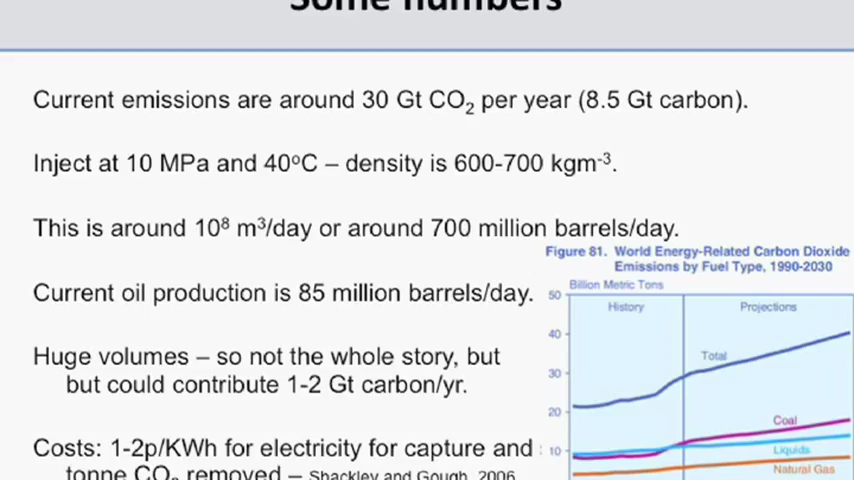 Some numbers
Current emissions are around 30 Gt CO₂ per year (8.5 Gt carbon).
Inject at 10 MPa and 40°C – density is 600-700 kgm⁻³.
This is around 10⁸ m³/day or around 700 million barrels/day.
Figure 81. World Energy-Related Carbon Dioxide
Emissions by Fuel Type, 1990-2030
Current oil production is 85 million barrels/day.
Billion Metric Tons
50
History
Projections
40
Total
Huge volumes – so not the whole story, but
30
but could contribute 1-2 Gt carbon/yr.
20
Coal
Costs: 1-2p/KWh for electricity for capture and
10
Liquids
Natural Gas
tonne CO₂ removed – Shackley and Gough, 2006